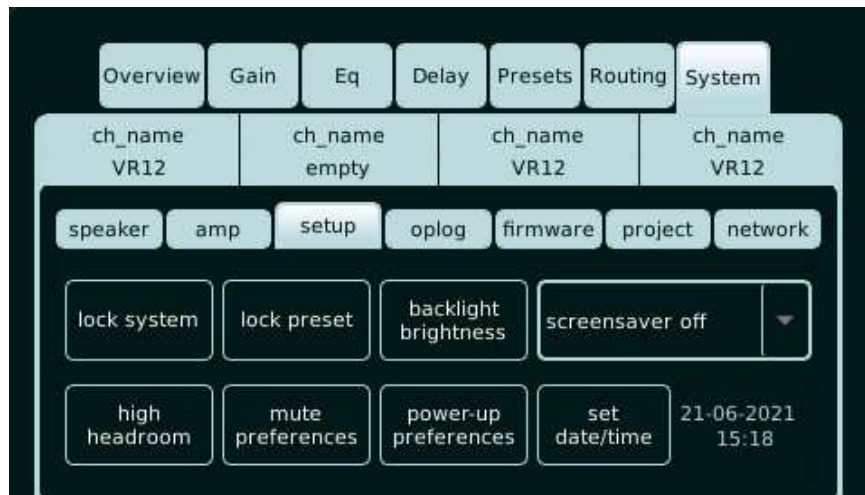 Overview Gain Eq Delay Presets Routing System
ch_name ch_name ch_name ch_name
VR12 empty VR12 VR12
speaker amp setup oplog firmware project network
lock system lock preset backlight brightness screensaver off
high headroom mute preferences power-up preferences set date/time 21-06-2021 15:18